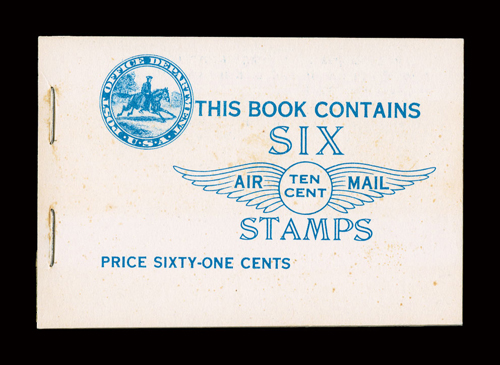 POST OFFICE DEPARTMENT
U.S.A.
THIS BOOK CONTAINS
SIX
AIR TEN CENT MAIL
STAMPS
PRICE SIXTY-ONE CENTS